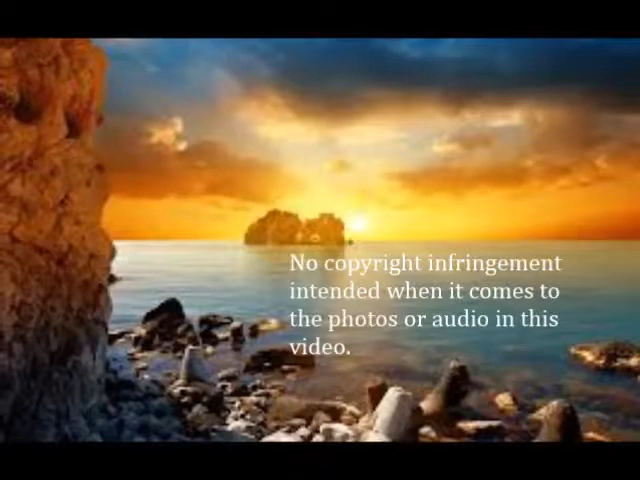 No copyright infringement
intended when it comes to
the photos or audio in this
video.